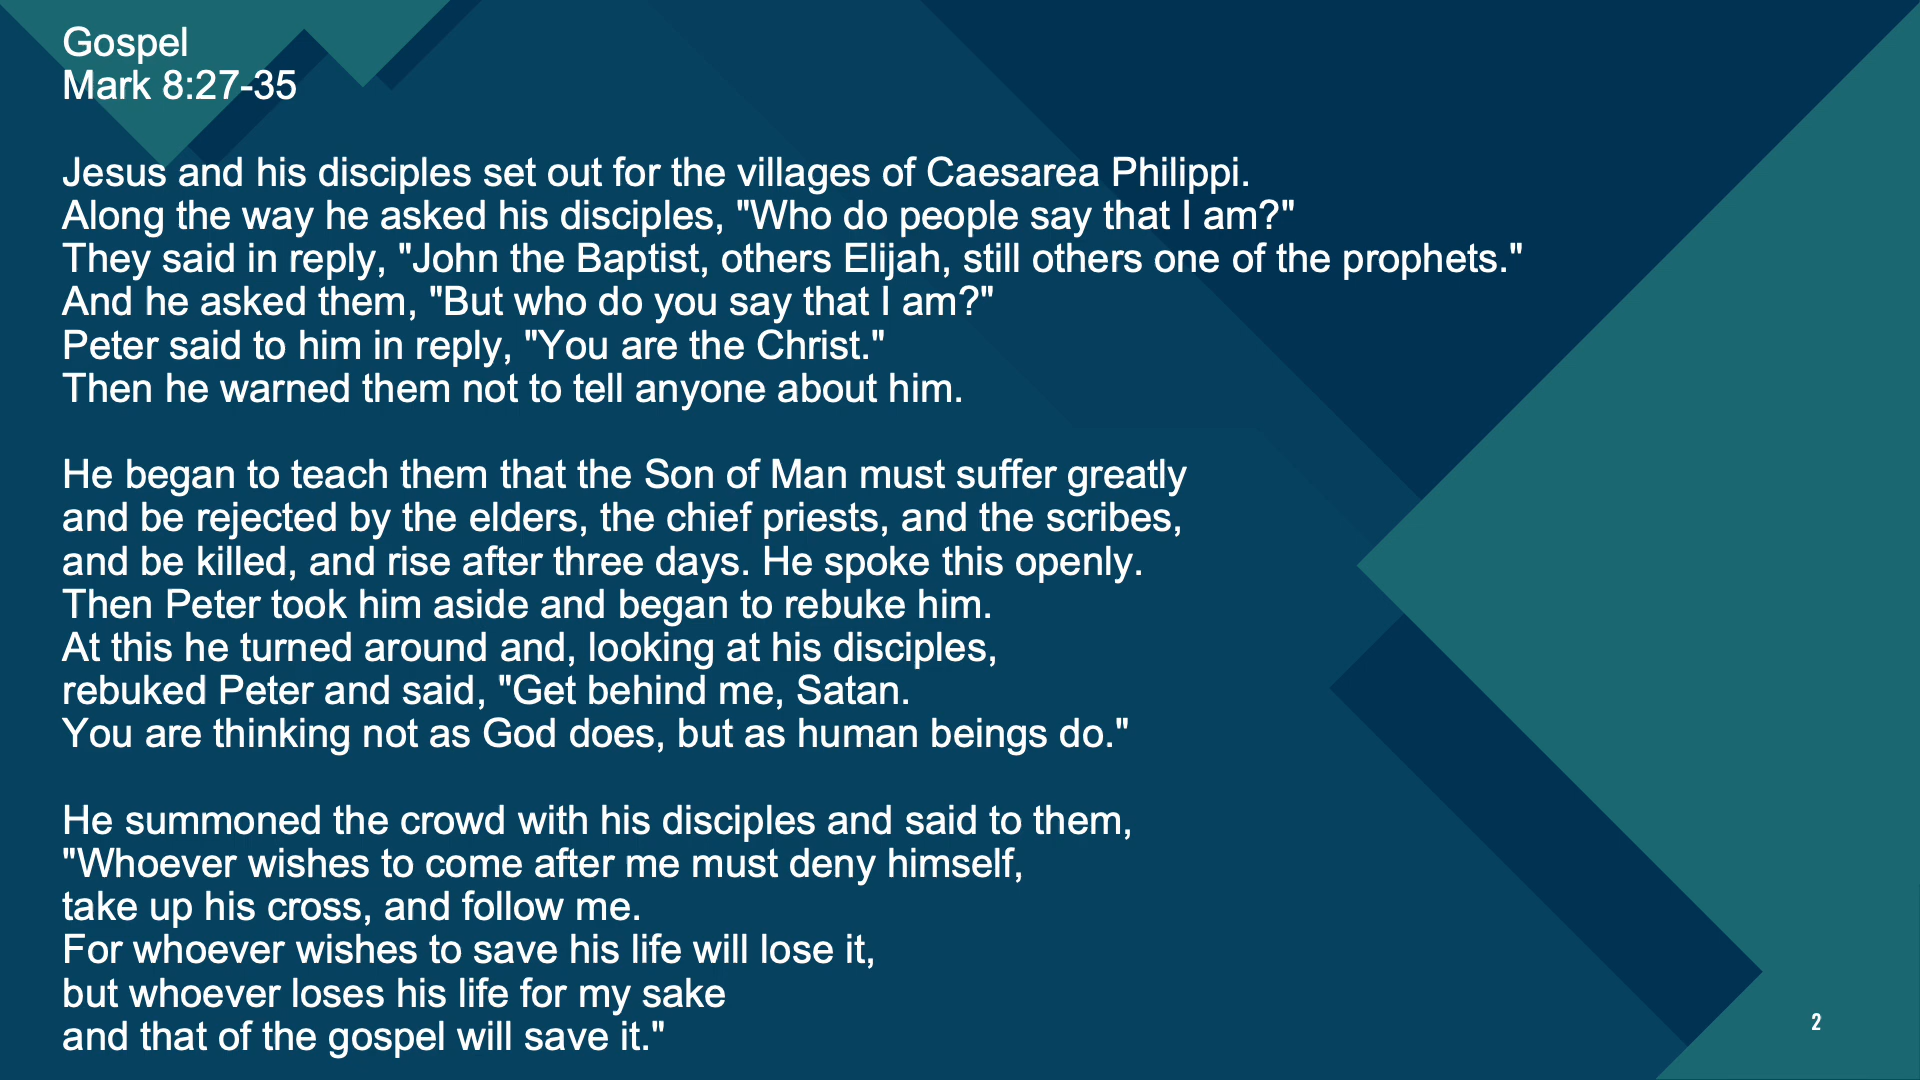 Gospel
Mark 8:27-35
Jesus and his disciples set out for the villages of Caesarea Philippi.
Along the way he asked his disciples, "Who do people say that I am?"
They said in reply, "John the Baptist, others Elijah, still others one of the prophets."
And he asked them, "But who do you say that I am?"
Peter said to him in reply, "You are the Christ."
Then he warned them not to tell anyone about him.
He began to teach them that the Son of Man must suffer greatly
and be rejected by the elders, the chief priests, and the scribes,
and be killed, and rise after three days. He spoke this openly.
Then Peter took him aside and began to rebuke him.
At this he turned around and, looking at his disciples,
rebuked Peter and said, "Get behind me, Satan.
You are thinking not as God does, but as human beings do."
He summoned the crowd with his disciples and said to them,
"Whoever wishes to come after me must deny himself,
take up his cross, and follow me.
For whoever wishes to save his life will lose it,
but whoever loses his life for my sake
and that of the gospel will save it."
2